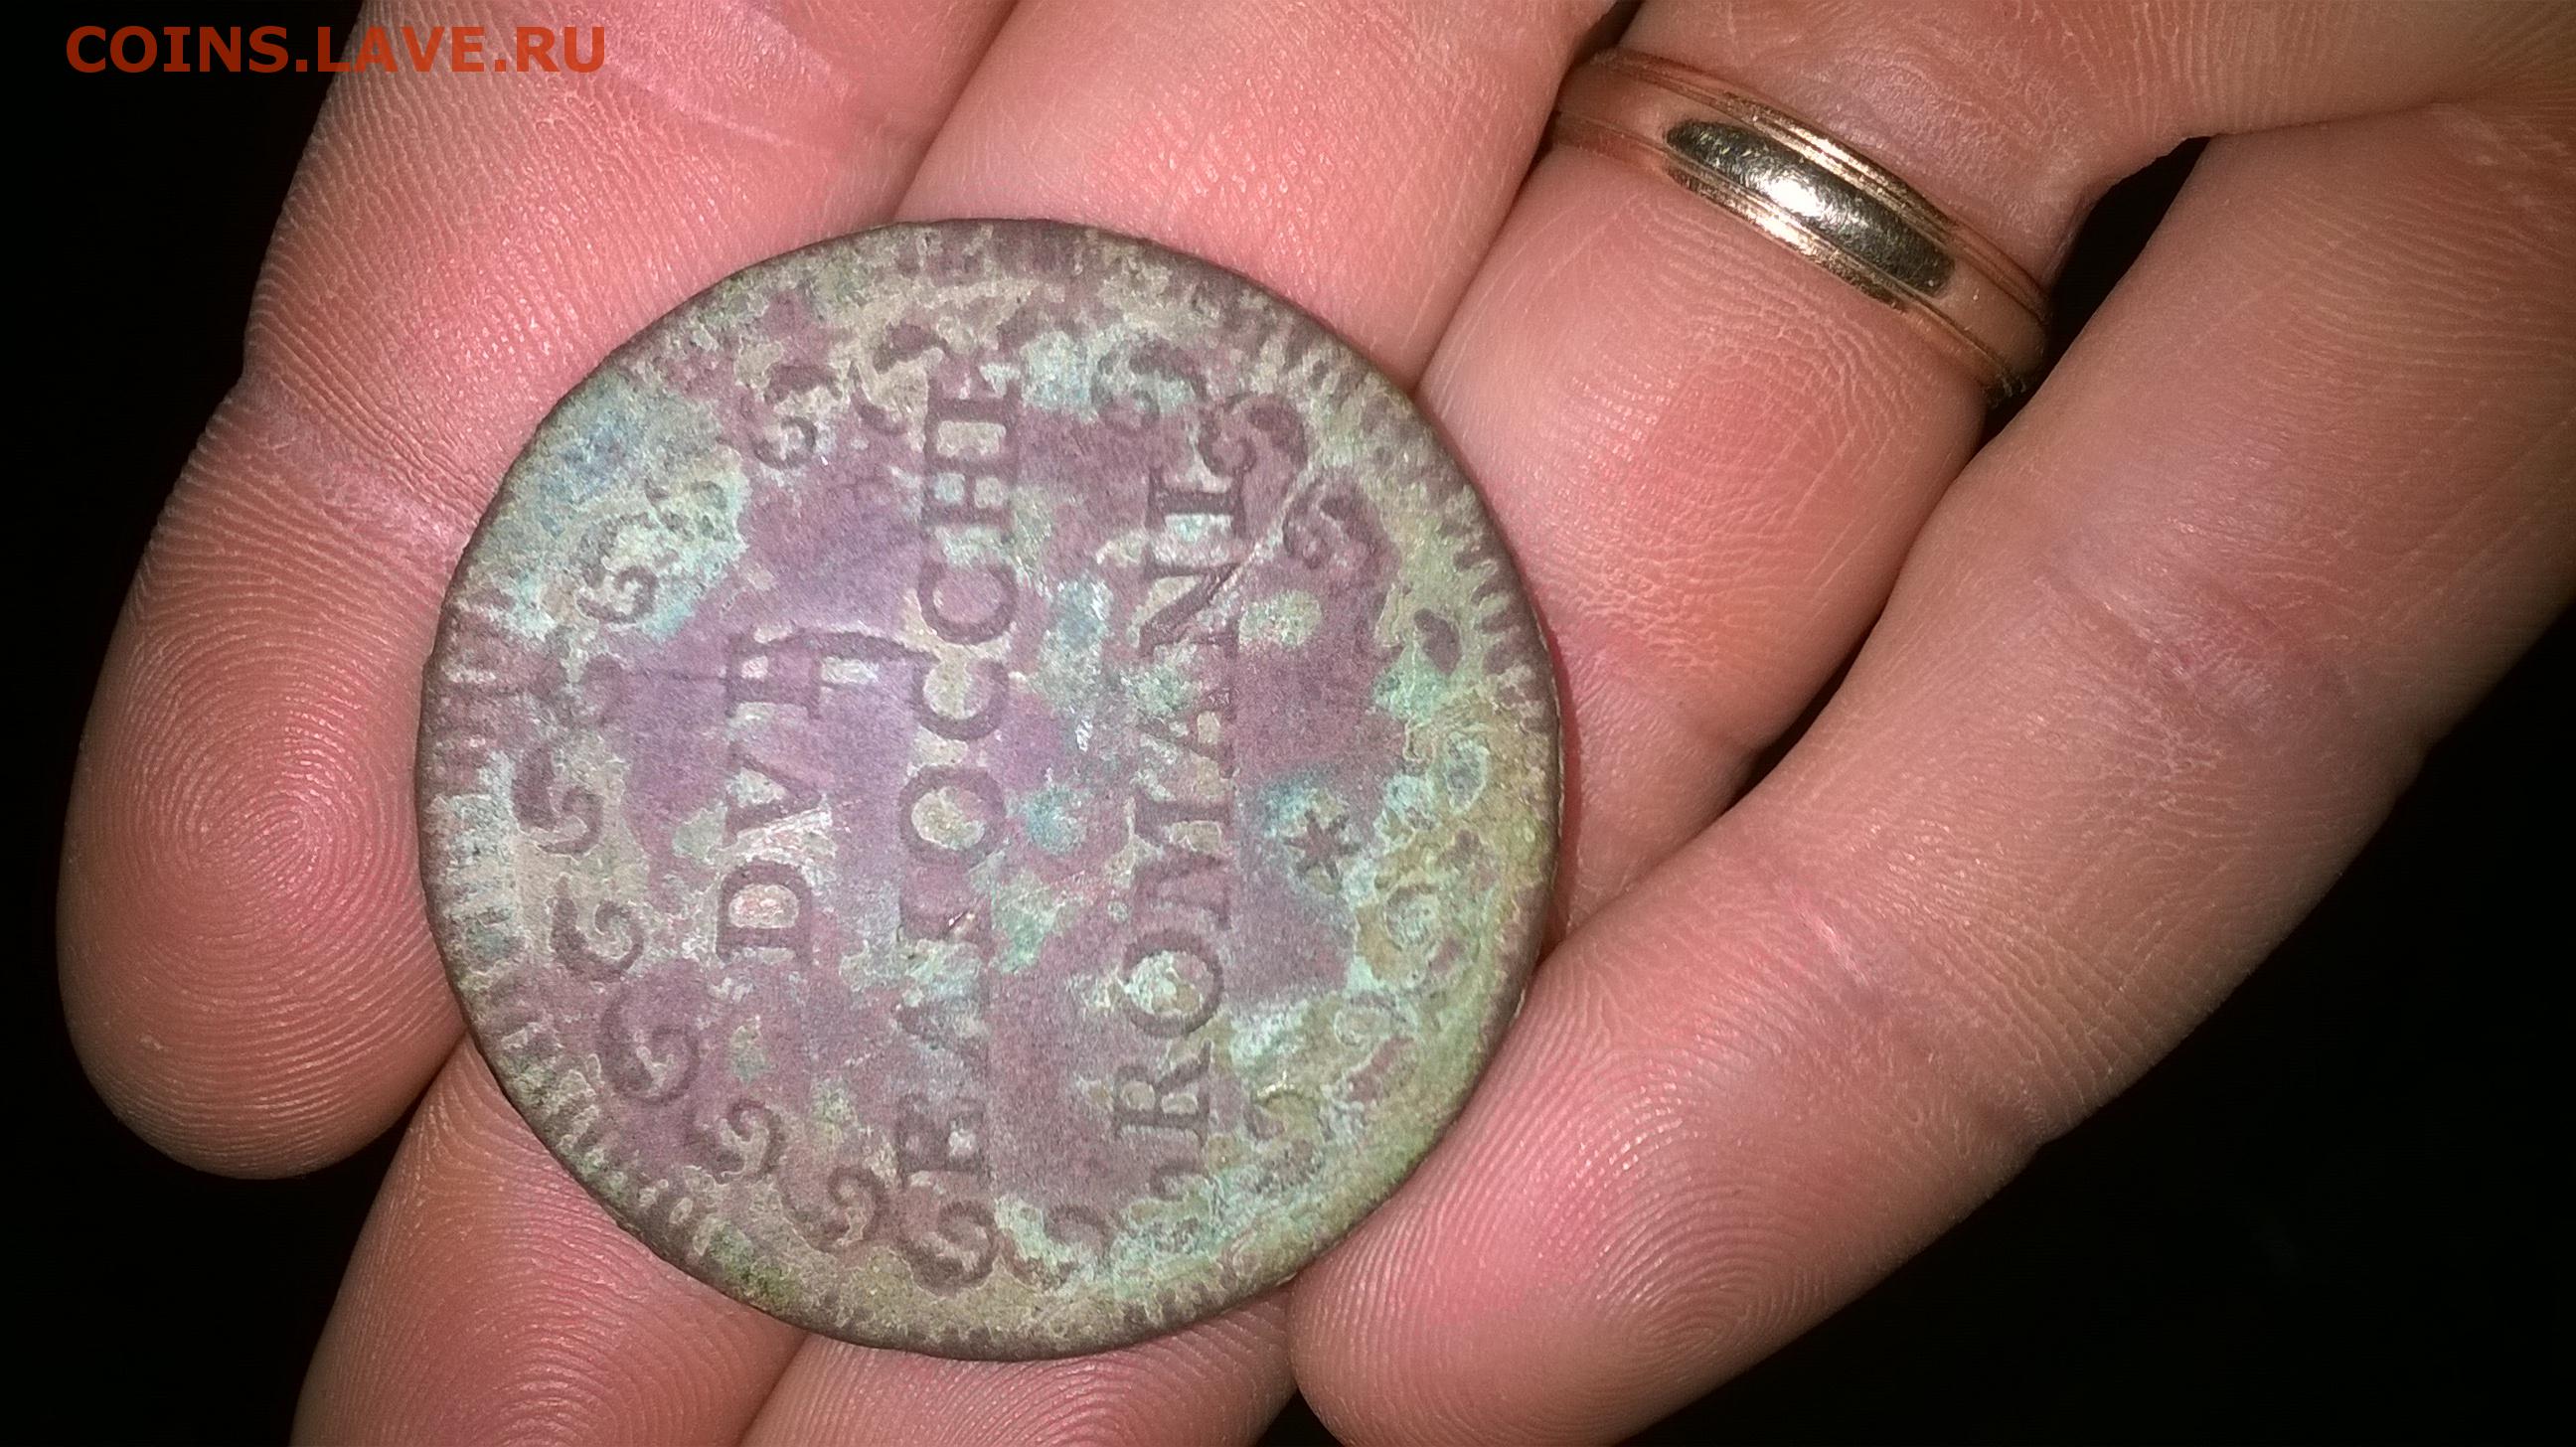 COINS.LAVE.RU
DVE
BAIOCCHI
ROMANI